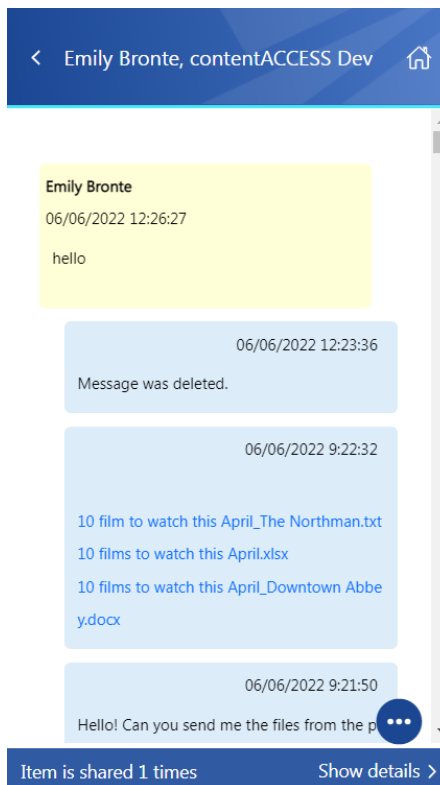 Emily Bronte, contentACCESS Dev
Emily Bronte
06/06/2022 12:26:27
hello
06/06/2022 12:23:36
Message was deleted.
06/06/2022 9:22:32
10 film to watch this April_The Northman.txt
10 films to watch this April.xlsx
10 films to watch this April_Downtown Abbe
y.docx
06/06/2022 9:21:50
Hello! Can you send me the files from the p
Item is shared 1 times
Show details >